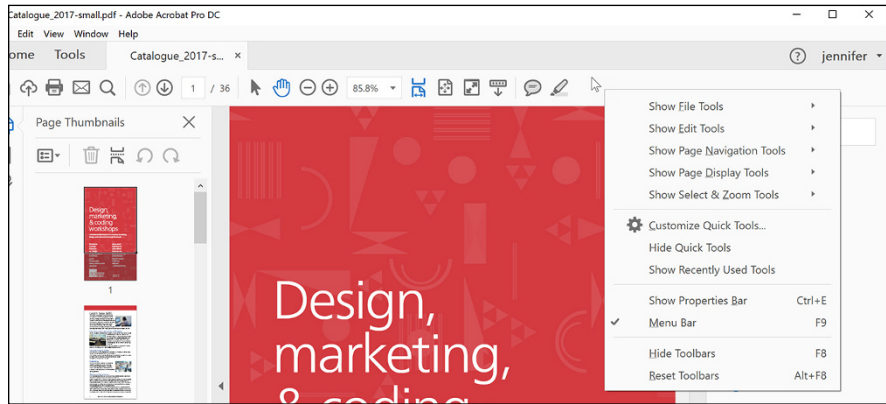 Catalogue_2017-small.pdf - Adobe Acrobat Pro DC
Edit View Window Help
ome Tools Catalogue_2017-s... × ? jennifer
1 / 36 85.8%
Page Thumbnails
Design,
marketing,
& coding
workshops
1
Design,
marketing,
& coding
Show File Tools
Show Edit Tools
Show Page Navigation Tools
Show Page Display Tools
Show Select & Zoom Tools
Customize Quick Tools...
Hide Quick Tools
Show Recently Used Tools
Show Properties Bar Ctrl+E
Menu Bar F9
Hide Toolbars F8
Reset Toolbars Alt+F8